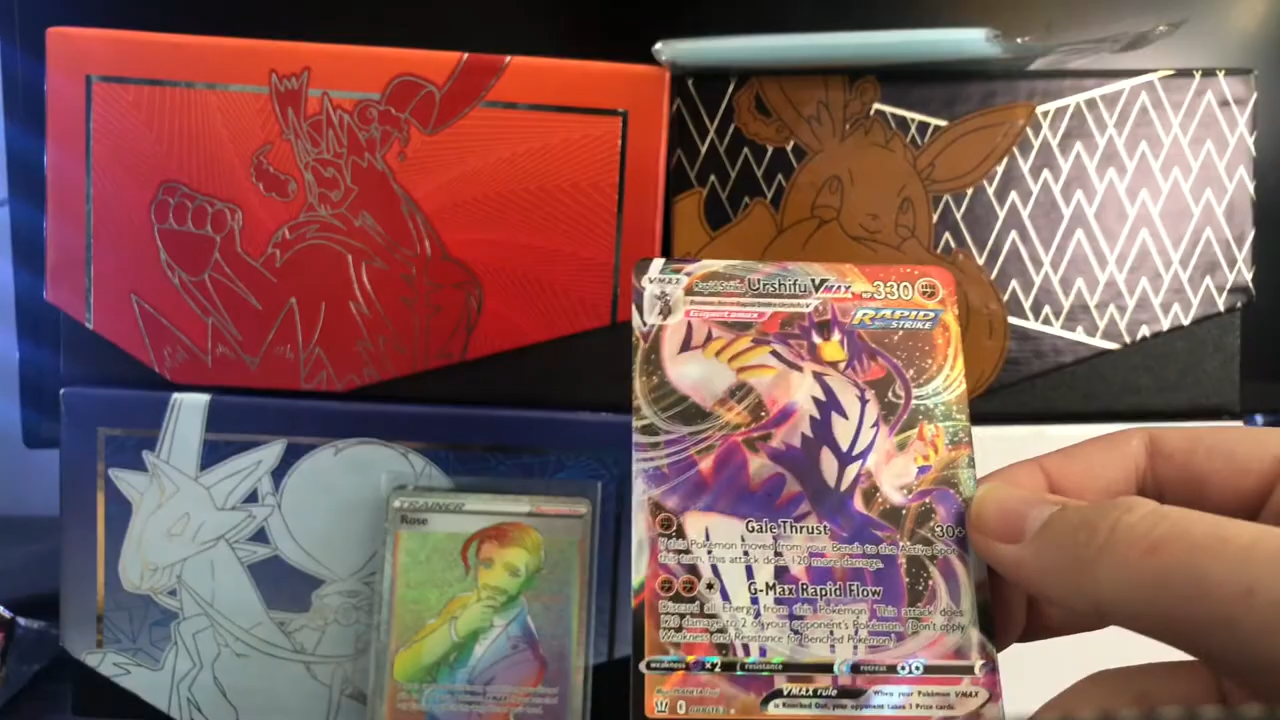 VMAX
Rapid Strike Urshifu VMAX HP 330
Gigantamax
RAPID
STRIKE
Gale Thrust 30+
If this Pokémon moved from your Bench to the Active Spot
this turn, this attack does 120 more damage.
G-Max Rapid Flow
Discard all Energy from this Pokémon. This attack does
120 damage to 2 of your opponent's Pokémon. (Don't apply
Weakness and Resistance for Benched Pokémon.)
weakness ×2 resistance retreat
VMAX rule
When your Pokémon VMAX
is Knocked Out, your opponent takes 3 Prize cards.
TRAINER
Rose